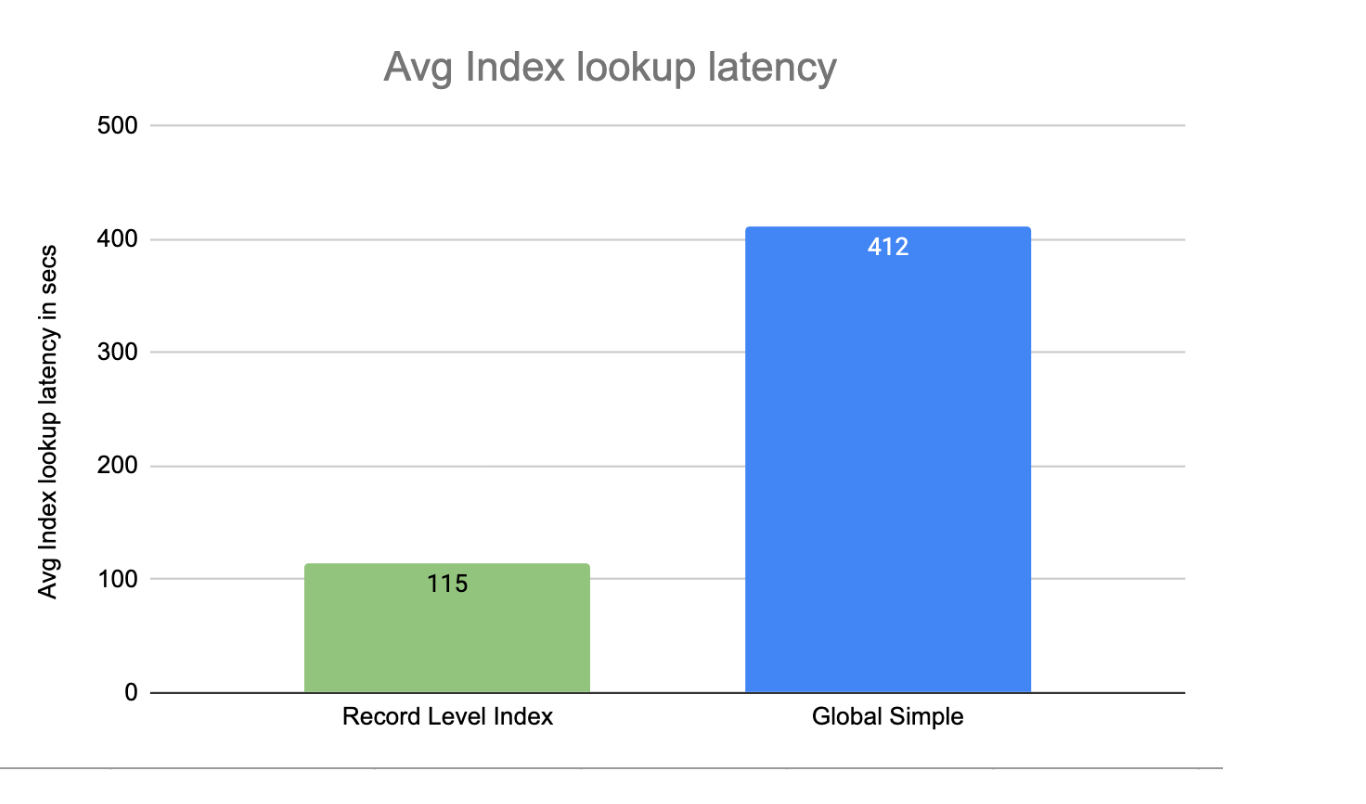 Avg Index lookup latency
Avg Index lookup latency in secs
500
400
300
200
100
0
412
115
Record Level Index
Global Simple